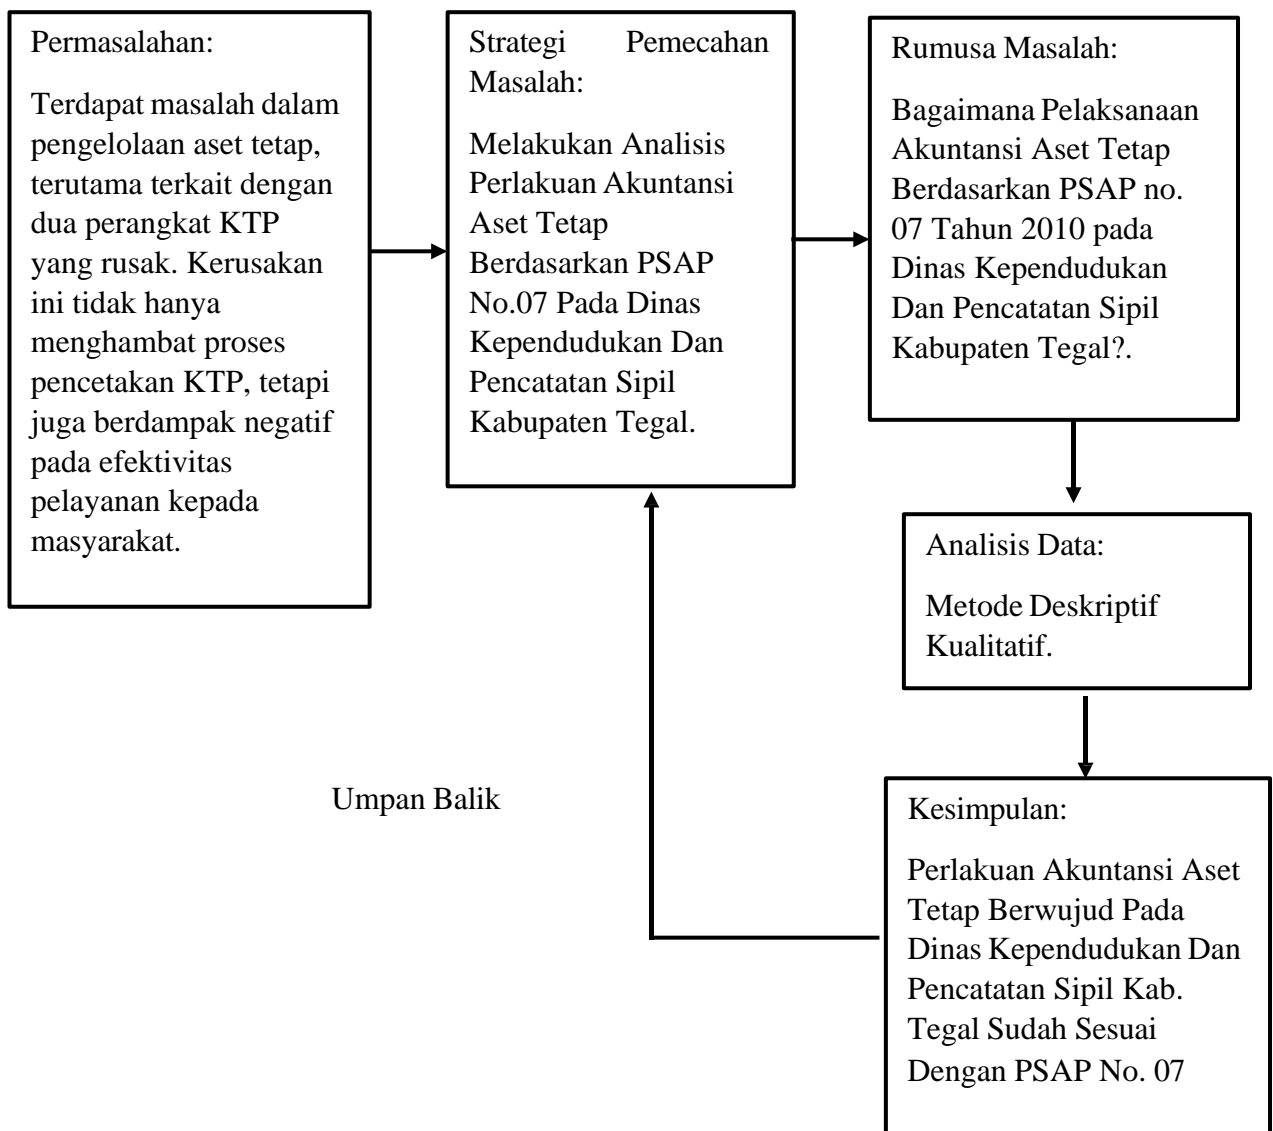 Permasalahan:
Terdapat masalah dalam
pengelolaan aset tetap,
terutama terkait dengan
dua perangkat KTP
yang rusak. Kerusakan
ini tidak hanya
menghambat proses
pencetakan KTP, tetapi
juga berdampak negatif
pada efektivitas
pelayanan kepada
masyarakat.
Strategi Pemecahan
Masalah:
Melakukan Analisis
Perlakuan Akuntansi
Aset Tetap
Berdasarkan PSAP
No.07 Pada Dinas
Kependudukan Dan
Pencatatan Sipil
Kabupaten Tegal.
Rumusa Masalah:
Bagaimana Pelaksanaan
Akuntansi Aset Tetap
Berdasarkan PSAP no.
07 Tahun 2010 pada
Dinas Kependudukan
Dan Pencatatan Sipil
Kabupaten Tegal?.
Analisis Data:
Metode Deskriptif
Kualitatif.
Umpan Balik
Kesimpulan:
Perlakuan Akuntansi Aset
Tetap Berwujud Pada
Dinas Kependudukan Dan
Pencatatan Sipil Kab.
Tegal Sudah Sesuai
Dengan PSAP No. 07